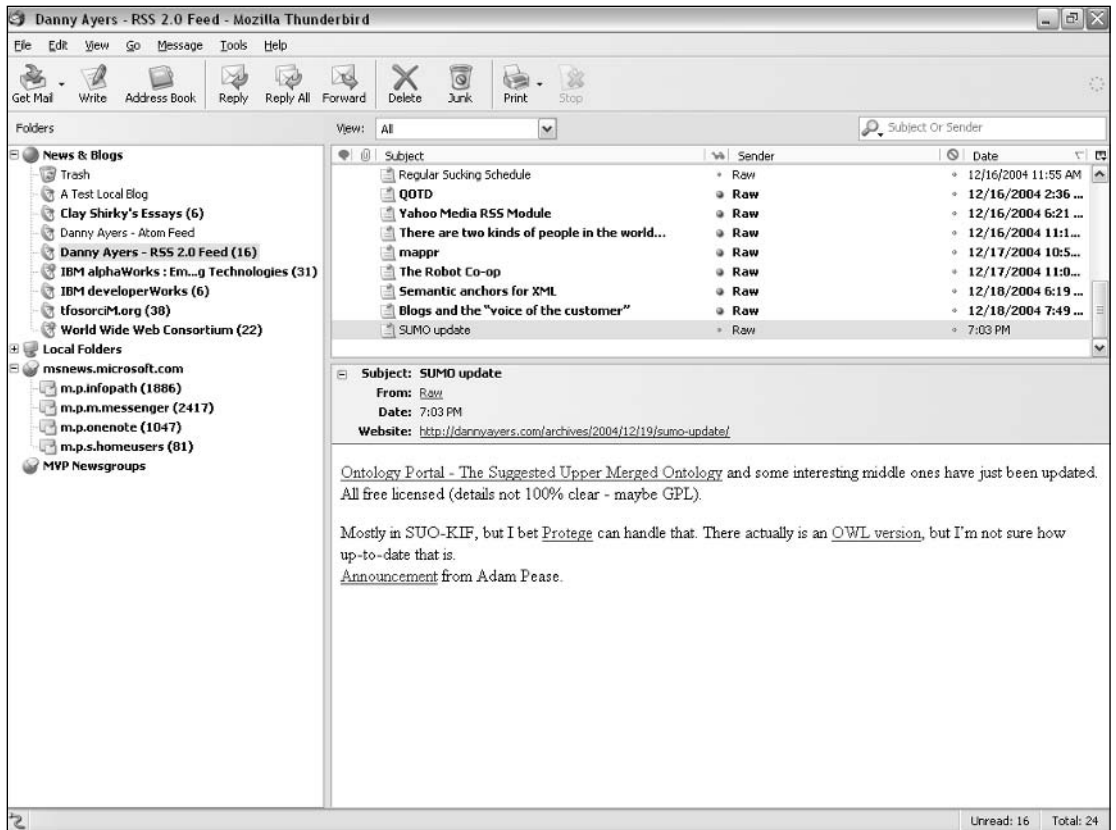 Danny Ayers - RSS 2.0 Feed - Mozilla Thunderbird
File Edit View Go Message Tools Help
Get Mail Write Address Book Reply Reply All Forward Delete Junk Print Stop
Folders
View: All
Subject Or Sender
News & Blogs
Trash
A Test Local Blog
Clay Shirky's Essays (6)
Danny Ayers - Atom Feed
Danny Ayers - RSS 2.0 Feed (16)
IBM alphaWorks : Em...g Technologies (31)
IBM developerWorks (6)
tfosorciM.org (38)
World Wide Web Consortium (22)
Local Folders
msnews.microsoft.com
m.p.infopath (1886)
m.p.m.messenger (2417)
m.p.onenote (1047)
m.p.s.homeusers (81)
MVP Newsgroups
Subject Sender Date
Regular Sucking Schedule Raw 12/16/2004 11:55 AM
QOTD Raw 12/16/2004 2:36 ...
Yahoo Media RSS Module Raw 12/16/2004 6:21 ...
There are two kinds of people in the world... Raw 12/16/2004 11:1...
mappr Raw 12/17/2004 10:5...
The Robot Co-op Raw 12/17/2004 11:0...
Semantic anchors for XML Raw 12/18/2004 6:19 ...
Blogs and the "voice of the customer" Raw 12/18/2004 7:49 ...
SUMO update Raw 7:03 PM
Subject: SUMO update
From: Raw
Date: 7:03 PM
Website: http://dannyayers.com/archives/2004/12/19/sumo-update/
Ontology Portal - The Suggested Upper Merged Ontology and some interesting middle ones have just been updated.
All free licensed (details not 100% clear - maybe GPL).
Mostly in SUO-KIF, but I bet Protege can handle that. There actually is an OWL version, but I'm not sure how
up-to-date that is.
Announcement from Adam Pease.
Unread: 16 Total: 24